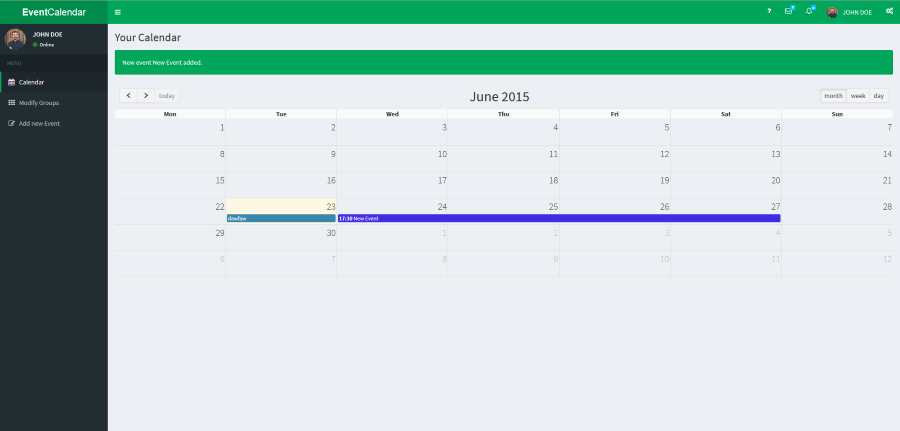 EventCalendar
?
JOHN DOE
JOHN DOE
Online
MENU
Calendar
Modify Groups
Add new Event
Your Calendar
New event New Event added.
today
June 2015
month week day
Mon Tue Wed Thu Fri Sat Sun
1 2 3 4 5 6 7
8 9 10 11 12 13 14
15 16 17 18 19 20 21
22 23 24 25 26 27 28
dawfaw 17:30 New Event
29 30 1 2 3 4 5
6 7 8 9 10 11 12